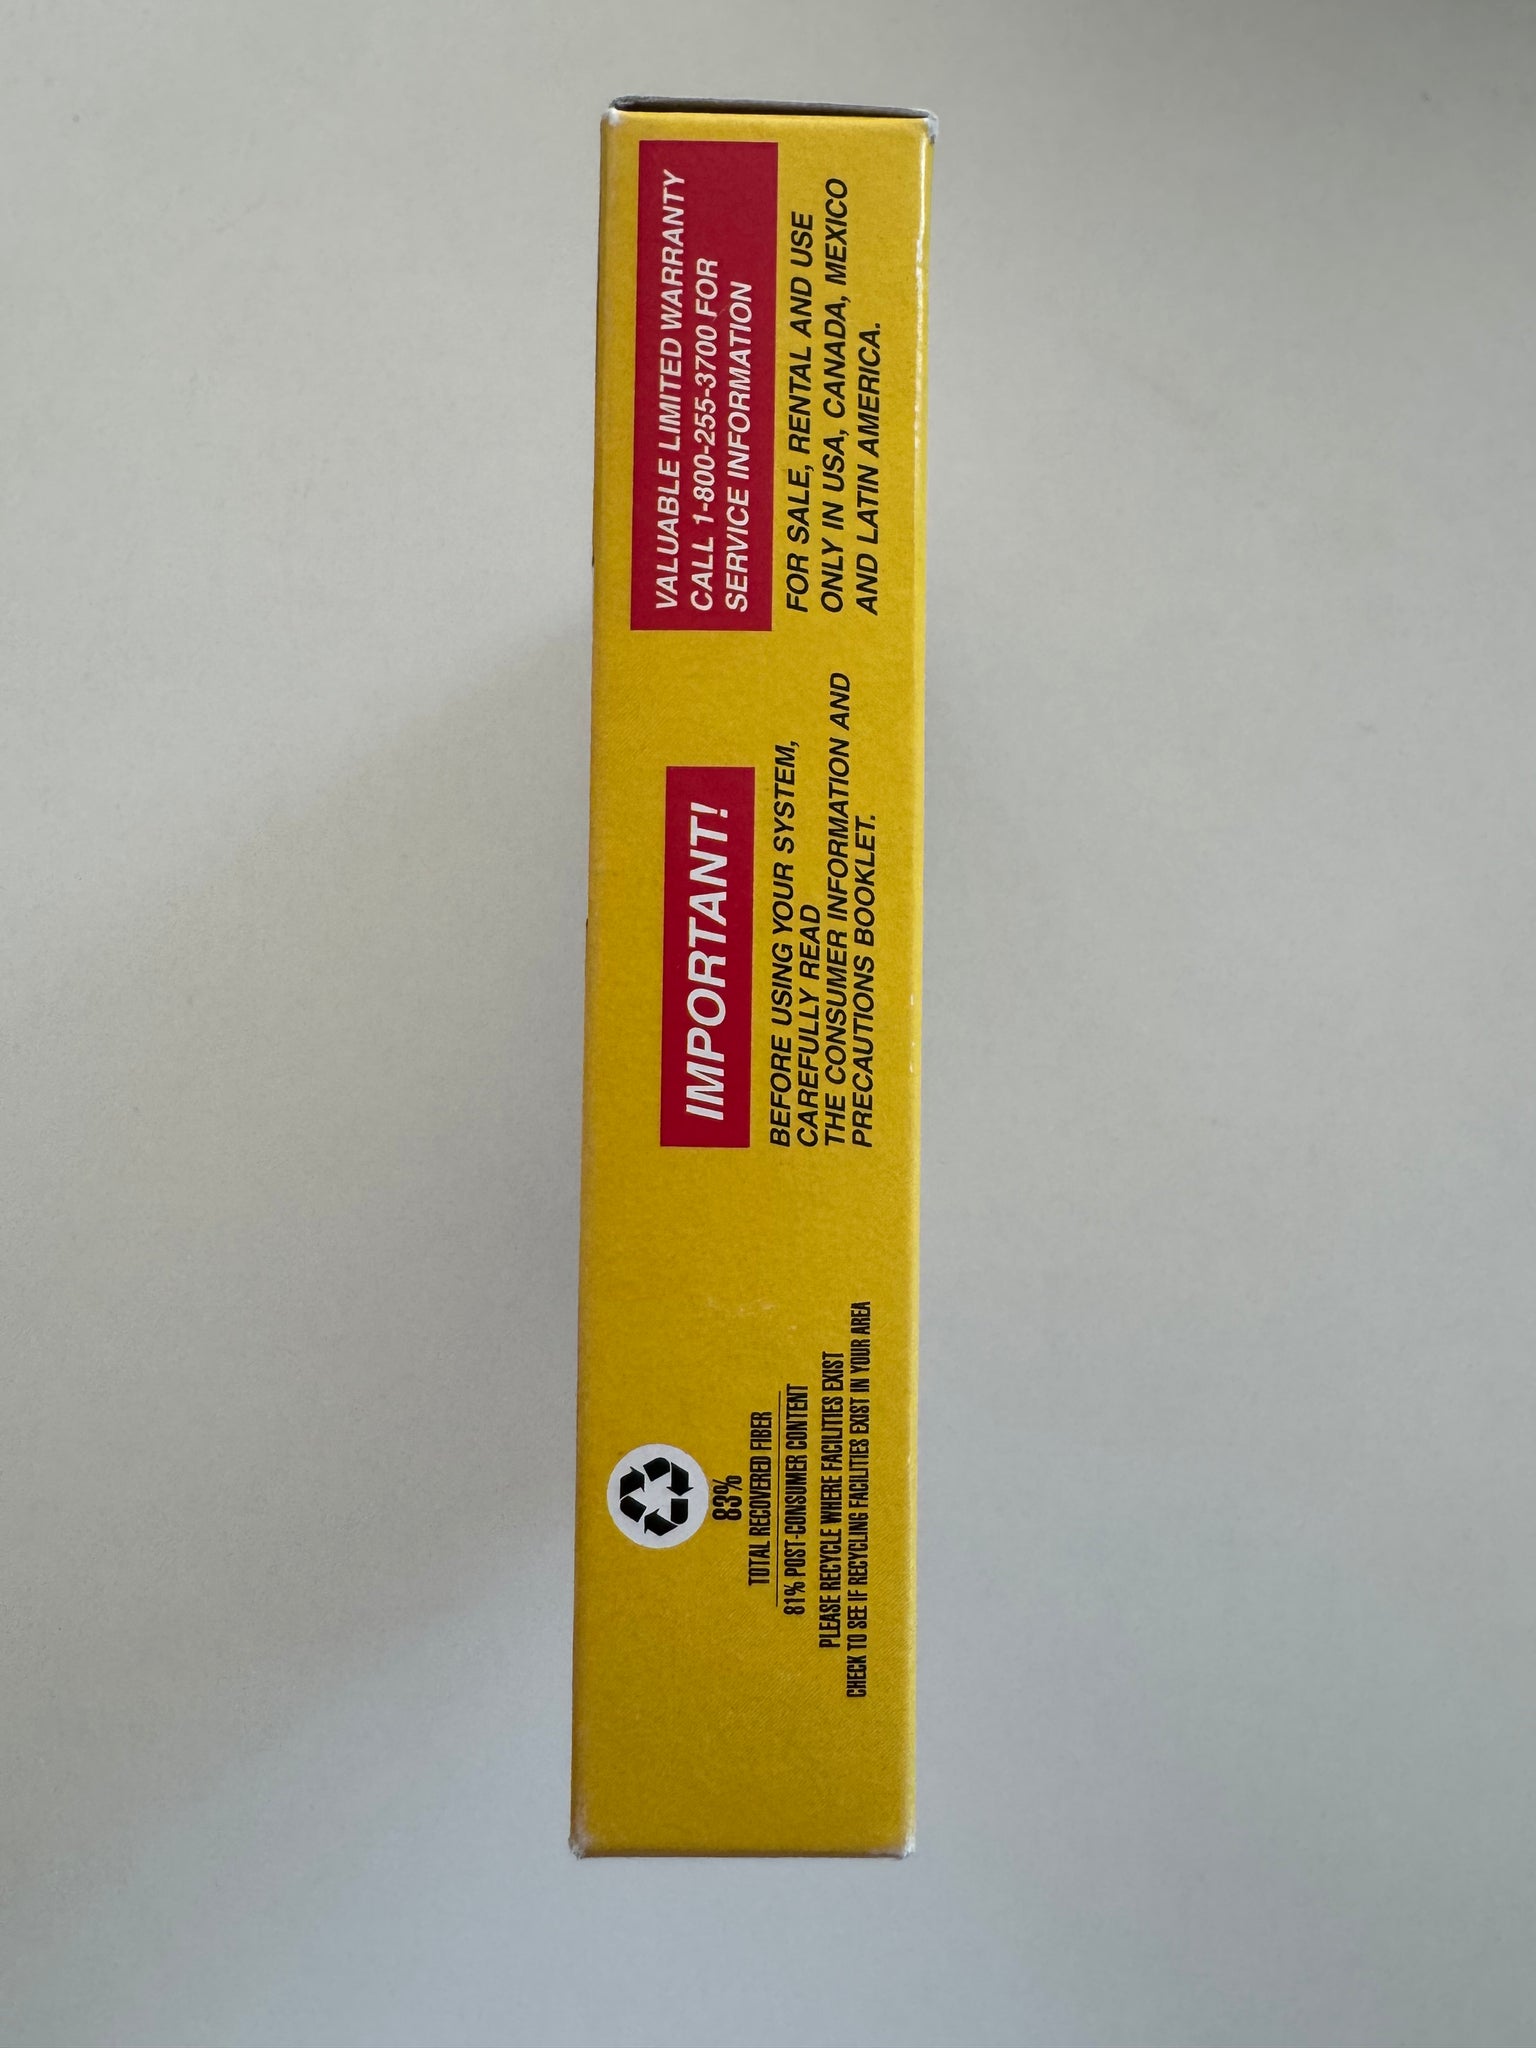 83%
TOTAL RECOVERED FIBER
81% POST-CONSUMER CONTENT
PLEASE RECYCLE WHERE FACILITIES EXIST
CHECK TO SEE IF RECYCLING FACILITIES EXIST IN YOUR AREA
IMPORTANT!
BEFORE USING YOUR SYSTEM,
CAREFULLY READ
THE CONSUMER INFORMATION AND
PRECAUTIONS BOOKLET.
VALUABLE LIMITED WARRANTY
CALL 1-800-255-3700 FOR
SERVICE INFORMATION
FOR SALE, RENTAL AND USE
ONLY IN USA, CANADA, MEXICO
AND LATIN AMERICA.